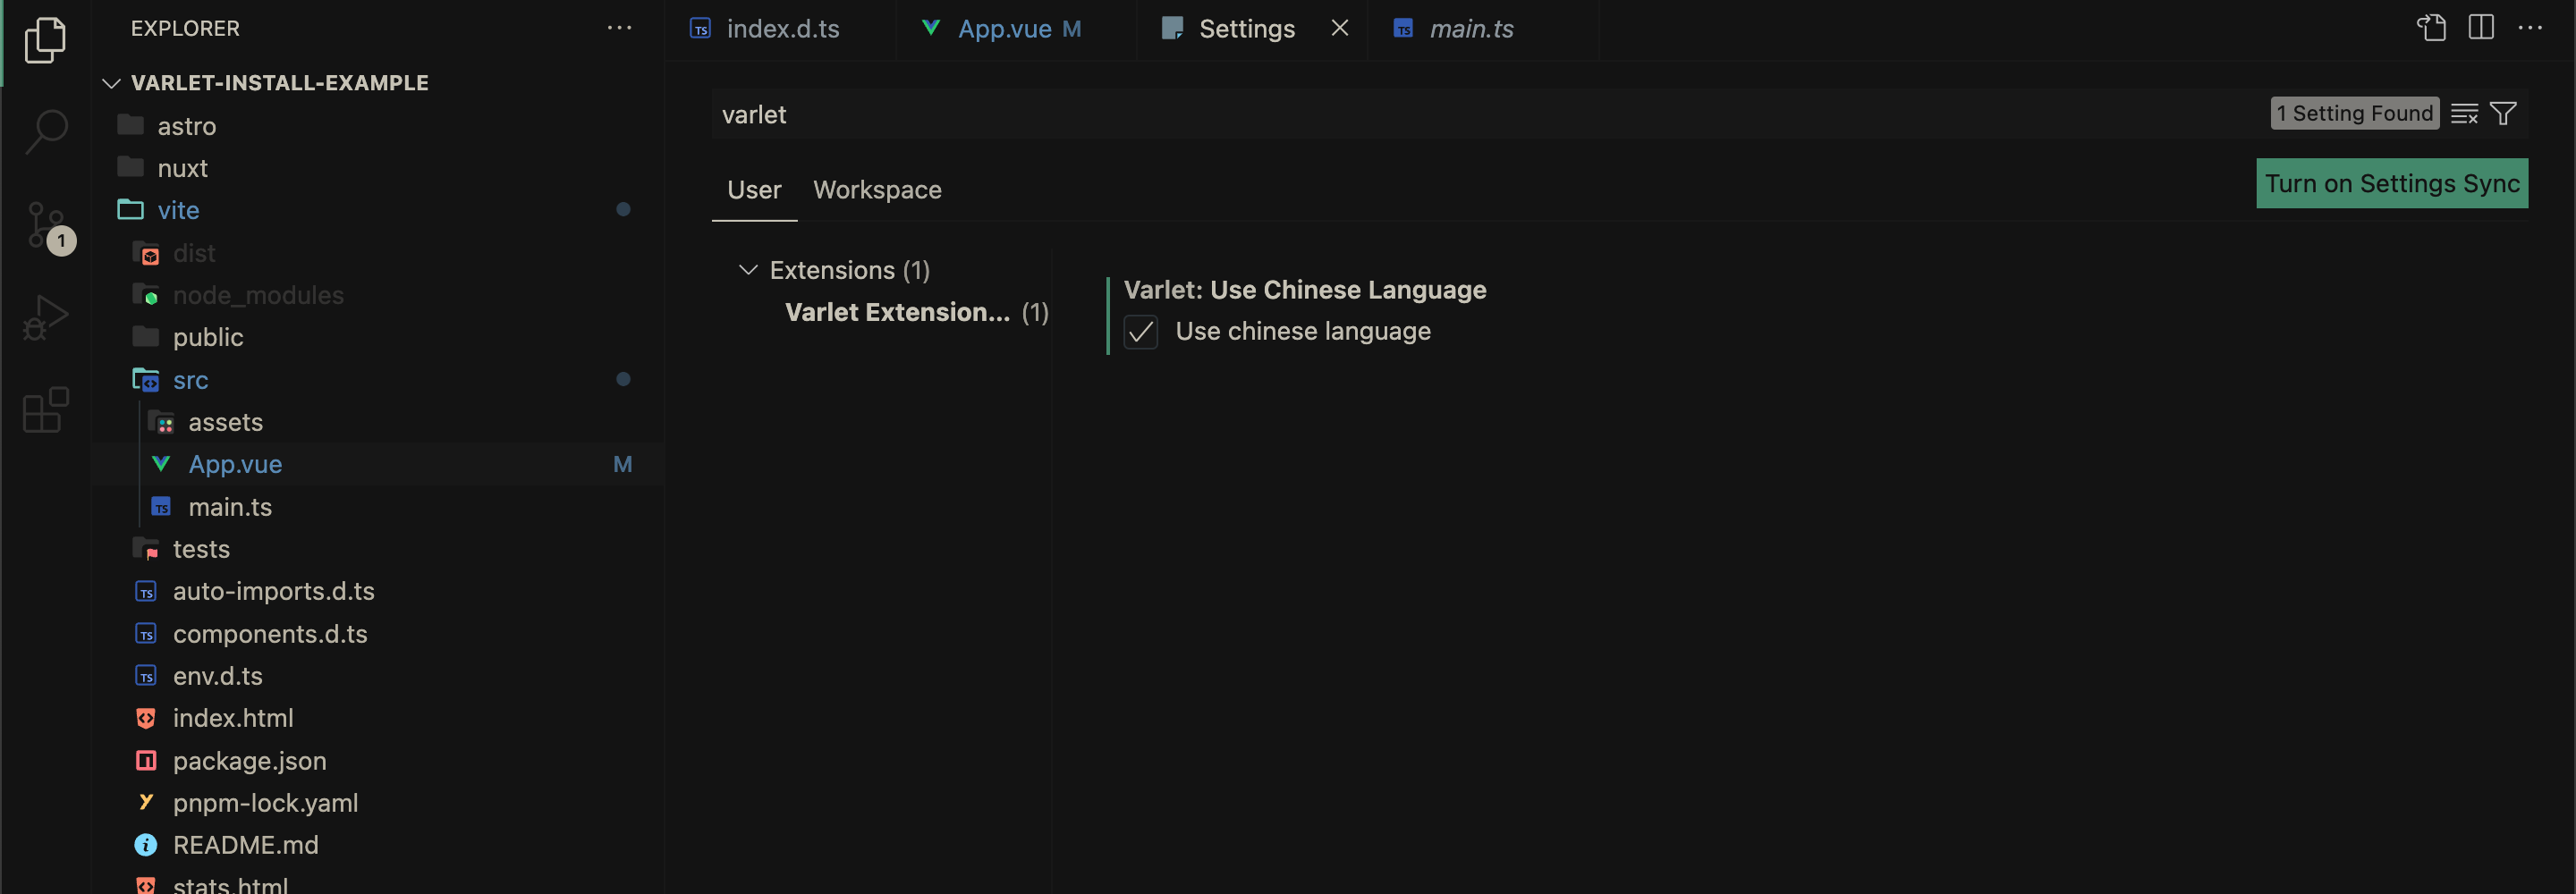 EXPLORER
VARLET-INSTALL-EXAMPLE
astro
nuxt
vite
dist
node_modules
public
src
assets
App.vue M
main.ts
tests
auto-imports.d.ts
components.d.ts
env.d.ts
index.html
package.json
pnpm-lock.yaml
README.md
stats.html
1
index.d.ts
App.vue M
Settings
main.ts
varlet
1 Setting Found
User
Workspace
Turn on Settings Sync
Extensions (1)
Varlet Extension... (1)
Varlet: Use Chinese Language
Use chinese language